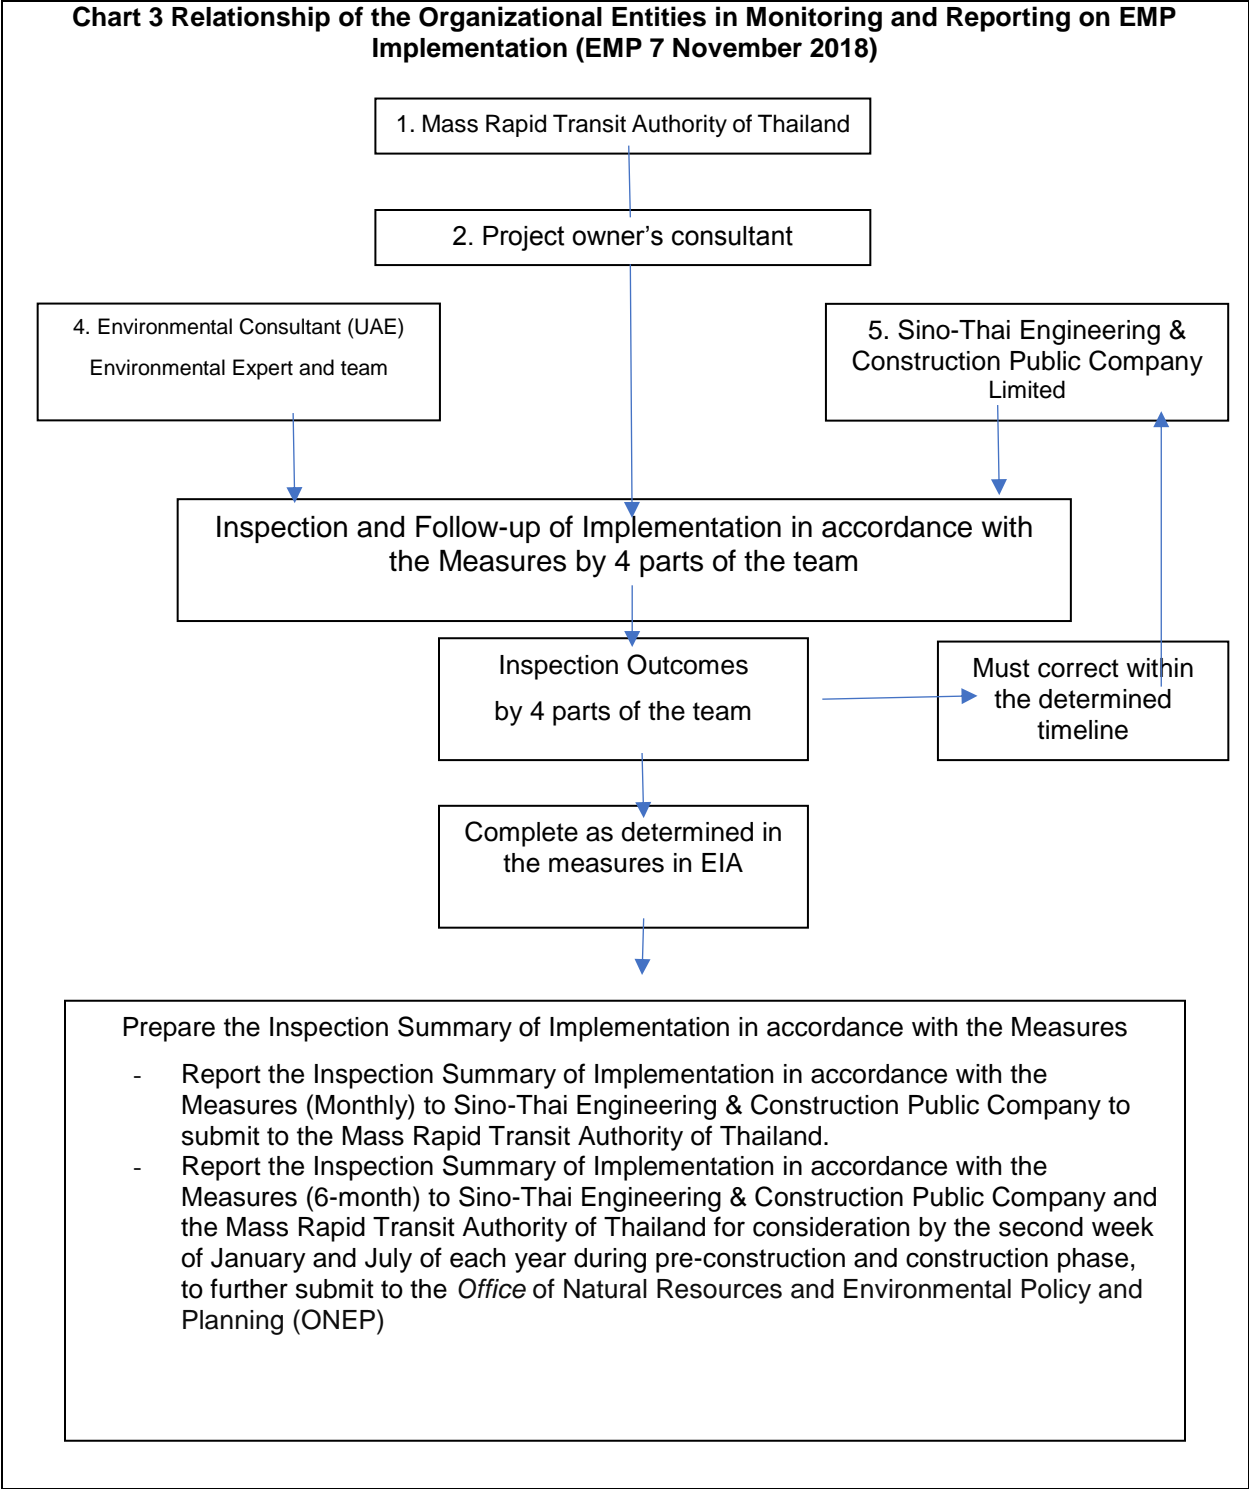 Chart 3 Relationship of the Organizational Entities in Monitoring and Reporting on EMP
Implementation (EMP 7 November 2018)
1. Mass Rapid Transit Authority of Thailand
2. Project owner’s consultant
4. Environmental Consultant (UAE)
Environmental Expert and team
5. Sino-Thai Engineering &
Construction Public Company
Limited
Inspection and Follow-up of Implementation in accordance with
the Measures by 4 parts of the team
Inspection Outcomes
by 4 parts of the team
Must correct within
the determined
timeline
Complete as determined in
the measures in EIA
Prepare the Inspection Summary of Implementation in accordance with the Measures
- Report the Inspection Summary of Implementation in accordance with the
Measures (Monthly) to Sino-Thai Engineering & Construction Public Company to
submit to the Mass Rapid Transit Authority of Thailand.
- Report the Inspection Summary of Implementation in accordance with the
Measures (6-month) to Sino-Thai Engineering & Construction Public Company and
the Mass Rapid Transit Authority of Thailand for consideration by the second week
of January and July of each year during pre-construction and construction phase,
to further submit to the Office of Natural Resources and Environmental Policy and
Planning (ONEP)